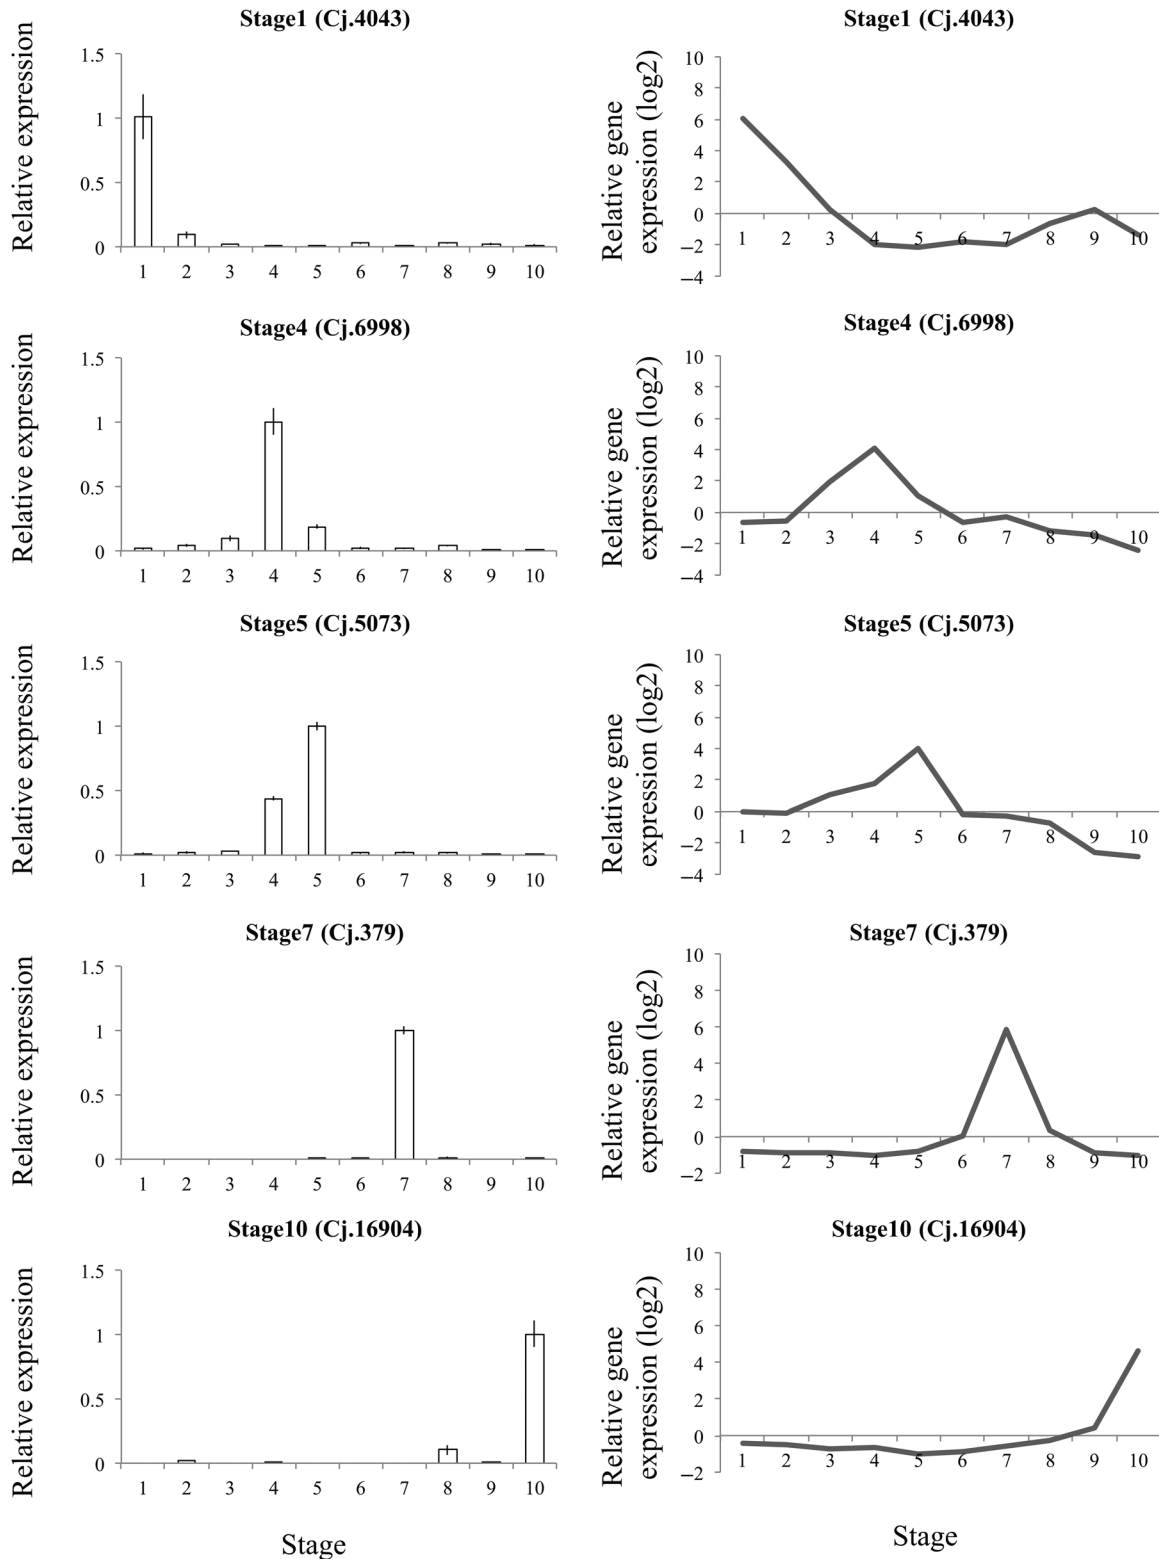 Stage1 (Cj.4043)
Relative expression
1.5
1
0.5
0
1 2 3 4 5 6 7 8 9 10
Stage1 (Cj.4043)
Relative gene
expression (log2)
10
8
6
4
2
0
−2
−4
1 2 3 4 5 6 7 8 9 10
Stage4 (Cj.6998)
Relative expression
1.5
1
0.5
0
1 2 3 4 5 6 7 8 9 10
Stage4 (Cj.6998)
Relative gene
expression (log2)
10
8
6
4
2
0
−2
−4
1 2 3 4 5 6 7 8 9 10
Stage5 (Cj.5073)
Relative expression
1.5
1
0.5
0
1 2 3 4 5 6 7 8 9 10
Stage5 (Cj.5073)
Relative gene
expression (log2)
10
8
6
4
2
0
−2
−4
1 2 3 4 5 6 7 8 9 10
Stage7 (Cj.379)
Relative expression
1.5
1
0.5
0
1 2 3 4 5 6 7 8 9 10
Stage7 (Cj.379)
Relative gene
expression (log2)
10
8
6
4
2
0
−2
1 2 3 4 5 6 7 8 9 10
Stage10 (Cj.16904)
Relative expression
1.5
1
0.5
0
1 2 3 4 5 6 7 8 9 10
Stage
Stage10 (Cj.16904)
Relative gene
expression (log2)
10
8
6
4
2
0
−2
1 2 3 4 5 6 7 8 9 10
Stage